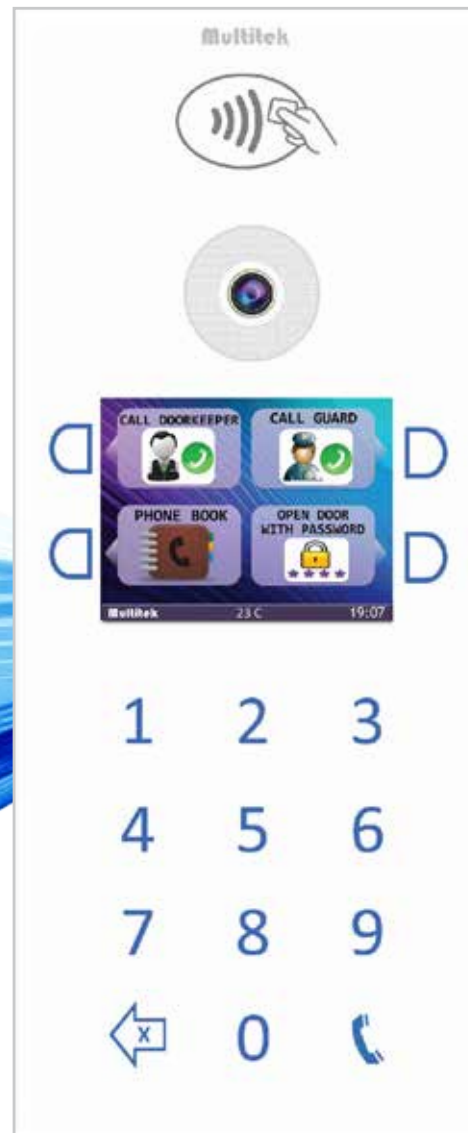 Multitek
CALL DOORKEEPER
CALL GUARD
PHONE BOOK
OPEN DOOR
WITH PASSWORD
****
Multitek 23 C 19:07
1 2 3
4 5 6
7 8 9
X 0